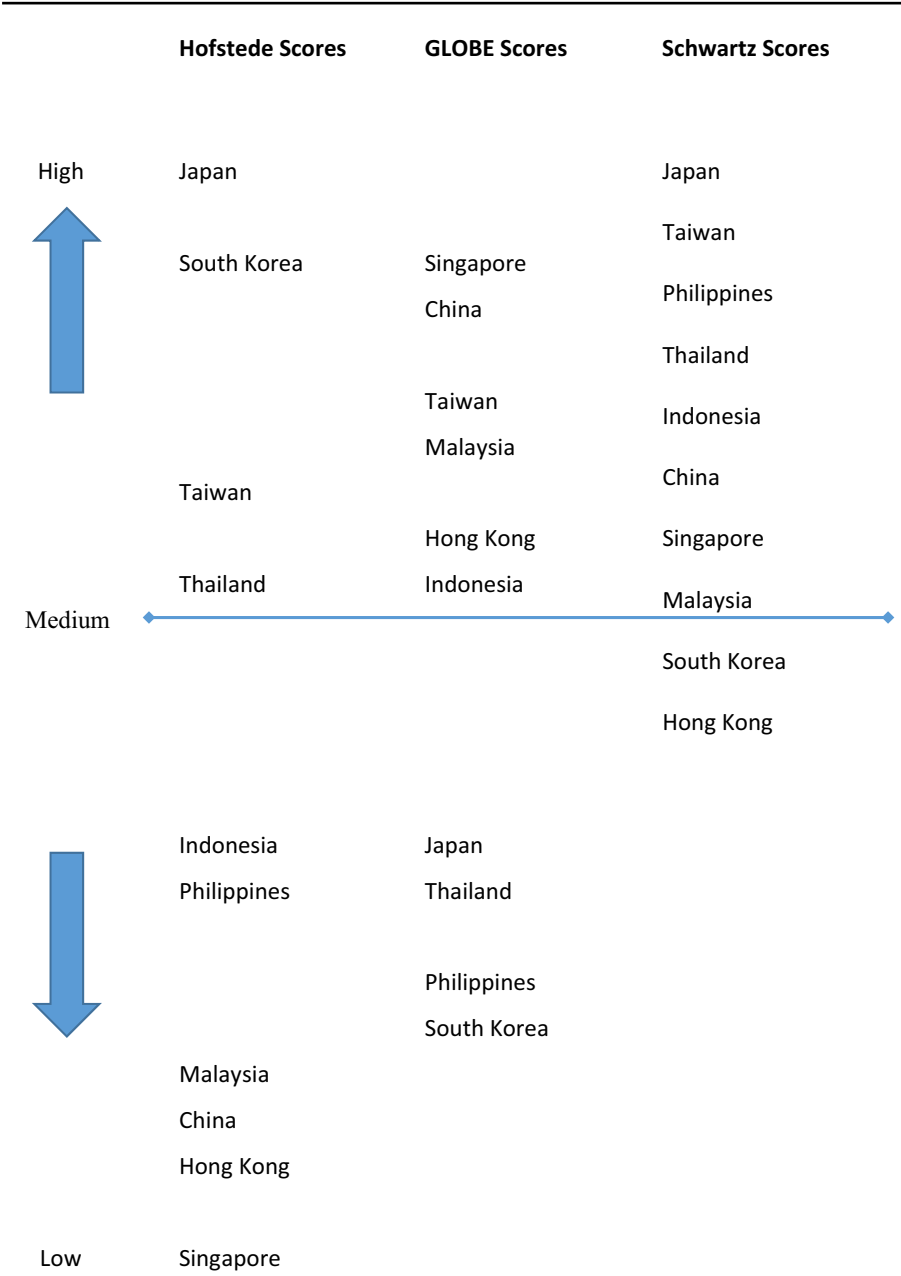 Hofstede Scores GLOBE Scores Schwartz Scores
High Japan Japan
Taiwan
South Korea Singapore
Philippines
China
Thailand
Taiwan
Indonesia
Malaysia
China
Taiwan
Hong Kong Singapore
Thailand Indonesia
Malaysia
Medium
South Korea
Hong Kong
Indonesia Japan
Philippines Thailand
Philippines
South Korea
Malaysia
China
Hong Kong
Low Singapore